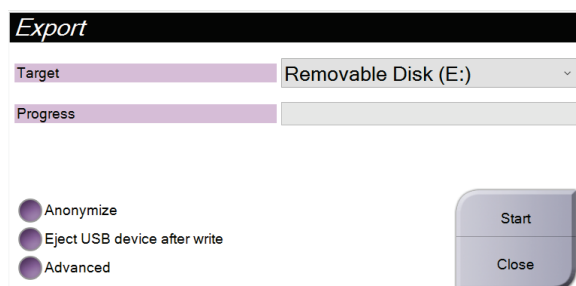 Export
Target
Removable Disk (E:)
Progress
Anonymize
Eject USB device after write
Advanced
Start
Close